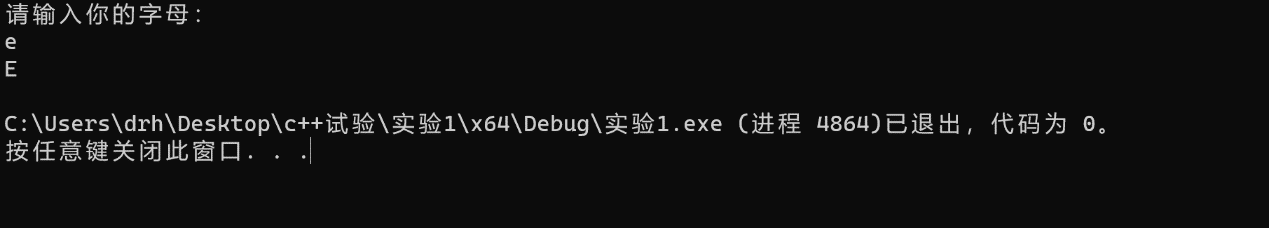 请输入你的字母：
e
E
C:\Users\drh\Desktop\c++试验\实验1\x64\Debug\实验1.exe (进程 4864)已退出，代码为 0。
按任意键关闭此窗口. . .